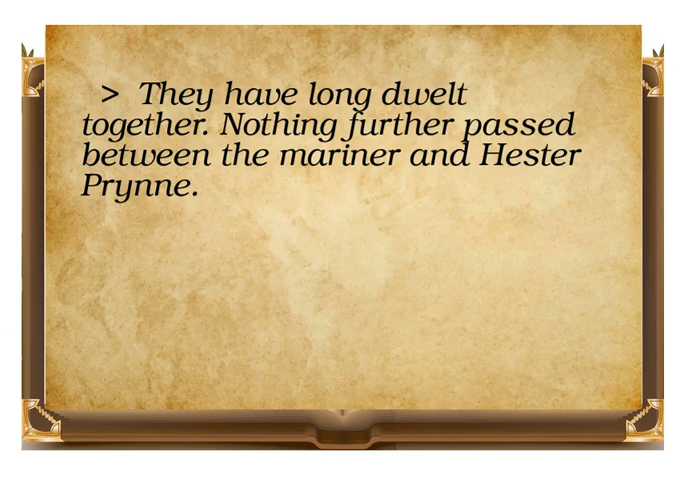 > They have long dwelt
together. Nothing further passed
between the mariner and Hester
Prynne.